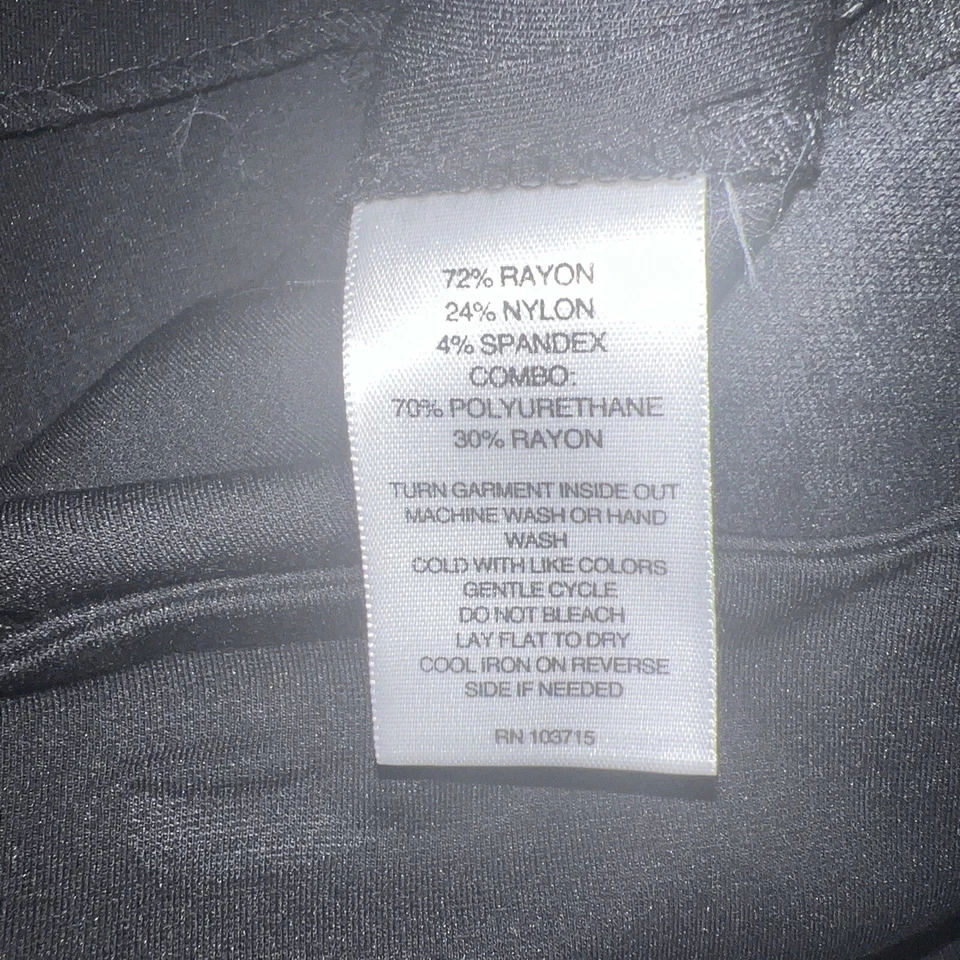 72% RAYON
24% NYLON
4% SPANDEX
COMBO:
70% POLYURETHANE
30% RAYON
TURN GARMENT INSIDE OUT
MACHINE WASH OR HAND
WASH
COLD WITH LIKE COLORS
GENTLE CYCLE
DO NOT BLEACH
LAY FLAT TO DRY
COOL IRON ON REVERSE
SIDE IF NEEDED
RN 103715